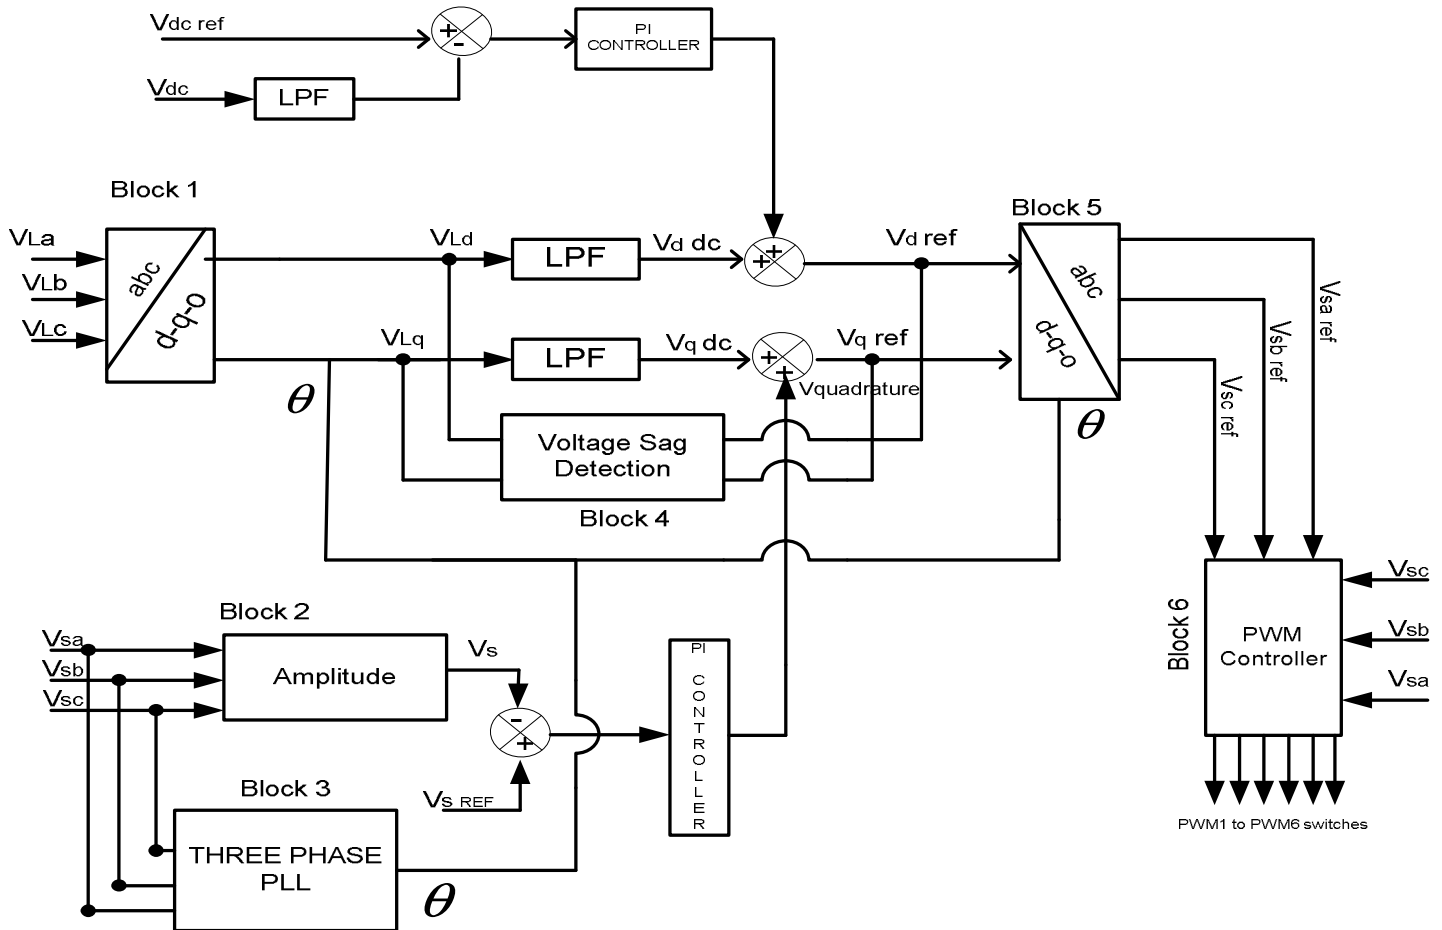 Vdc ref
+
-
PI
CONTROLLER
Vdc
LPF
Block 1
Block 5
VLa
VLb
VLc
abc
d-q-o
VLd
LPF
Vd dc
+
+
Vd ref
abc
d-q-o
Vsa ref
Vsb ref
Vsc ref
VLq
LPF
Vq dc
+
+
Vq ref
Vquadrature
θ
θ
Voltage Sag
Detection
Block 4
Block 2
Vsa
Vsb
Vsc
Amplitude
Vs
-
+
Vs REF
PI
CONTROLLER
Block 6
PWM
Controller
Vsc
Vsb
Vsa
PWM1 to PWM6 switches
Block 3
THREE PHASE
PLL
θ